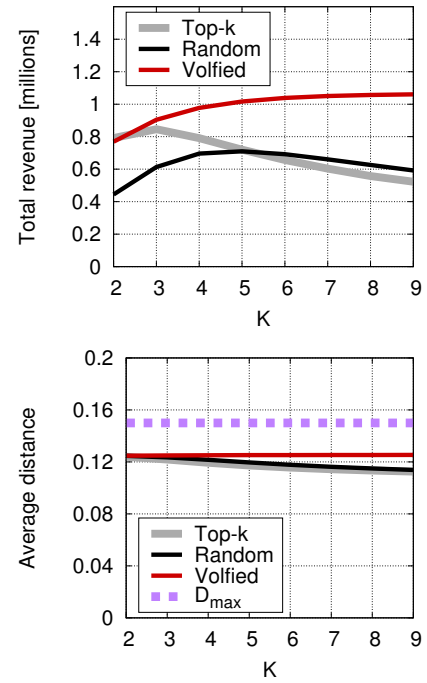 Total revenue [millions]
1.4
1.2
1
0.8
0.6
0.4
0.2
0
Top-k
Random
Volfied
2 3 4 5 6 7 8 9
K
Average distance
0.2
0.16
0.12
0.08
0.04
0
Top-k
Random
Volfied
D_max
2 3 4 5 6 7 8 9
K